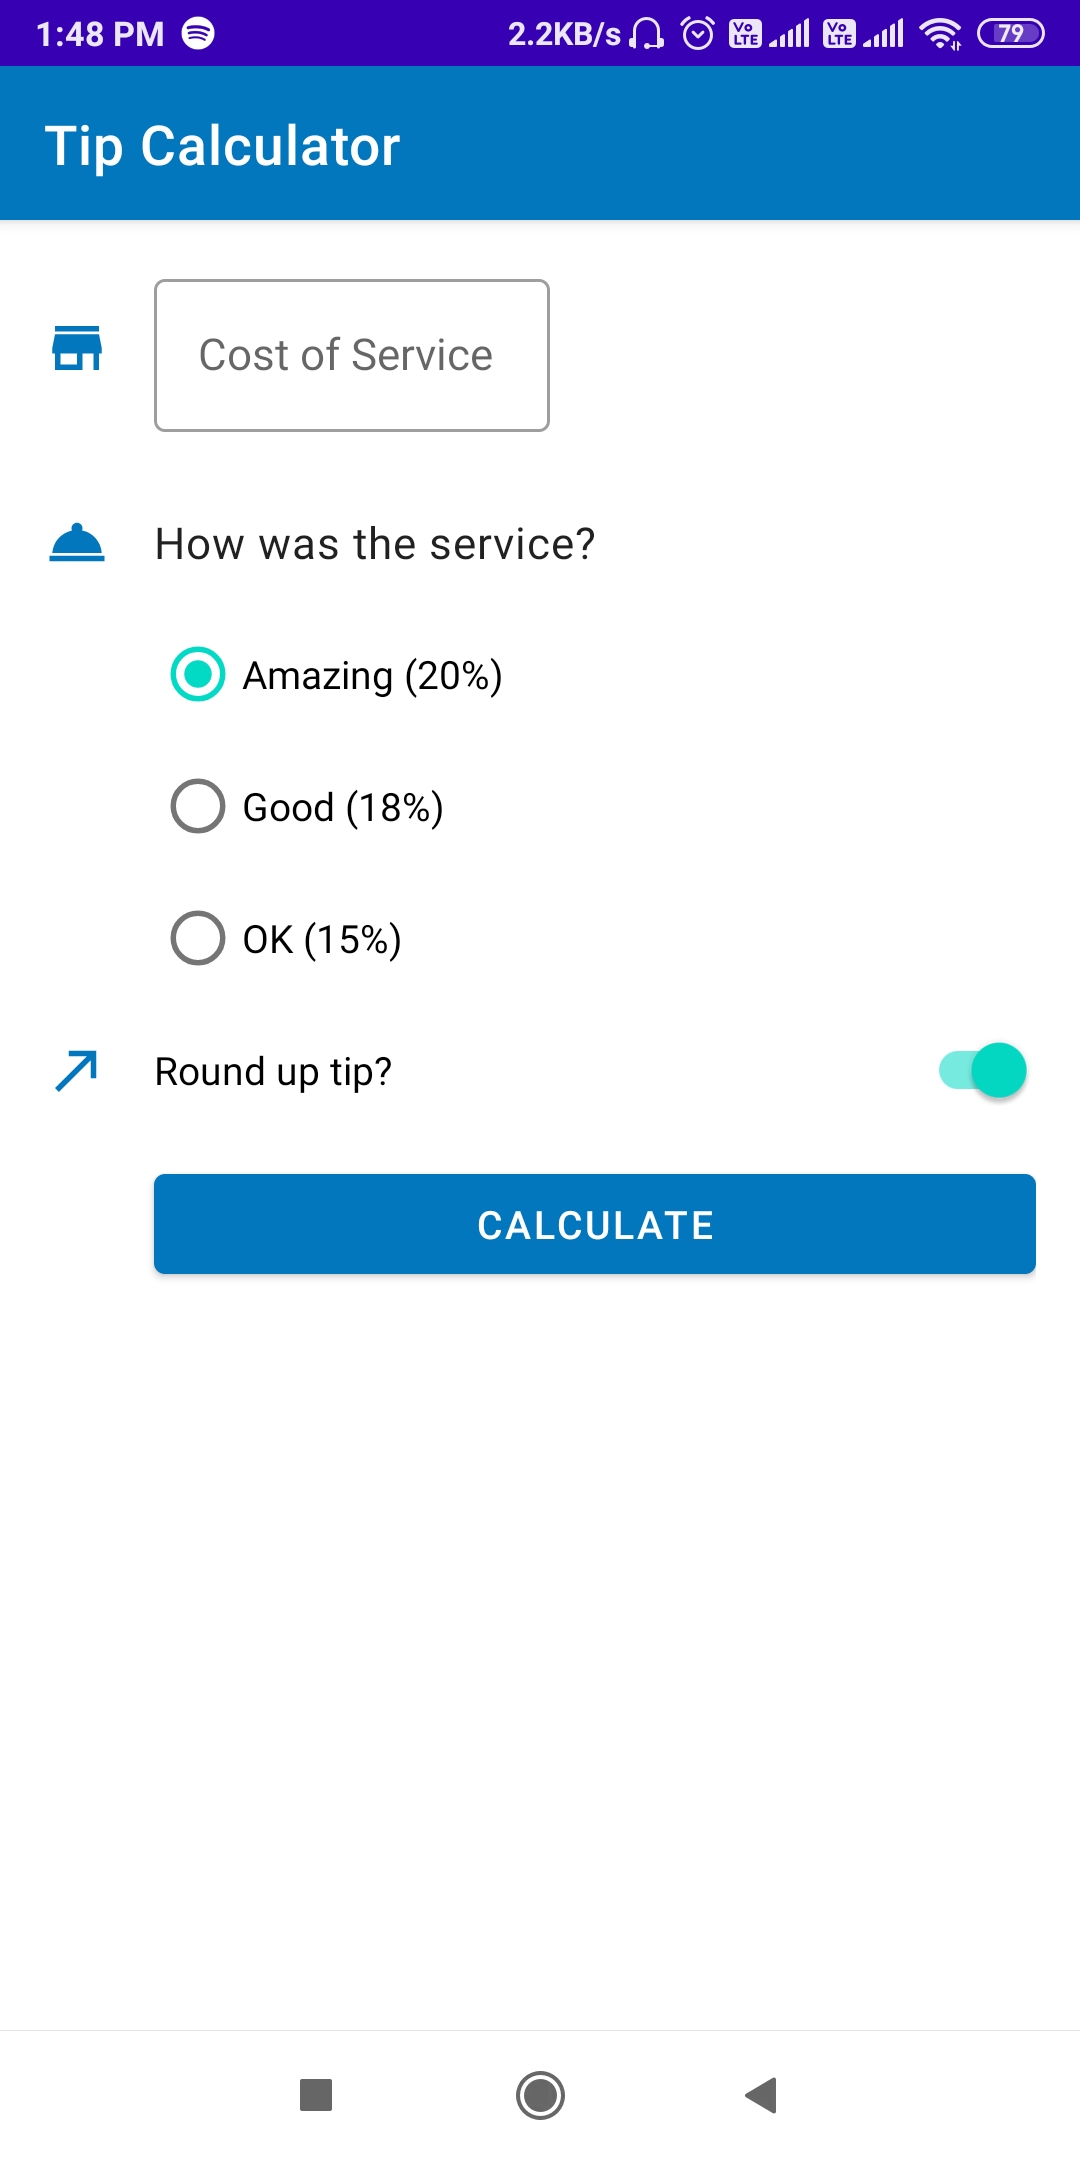 1:48 PM 2.2KB/s Vo LTE Vo LTE 79
Tip Calculator
Cost of Service
How was the service?
Amazing (20%)
Good (18%)
OK (15%)
Round up tip?
CALCULATE